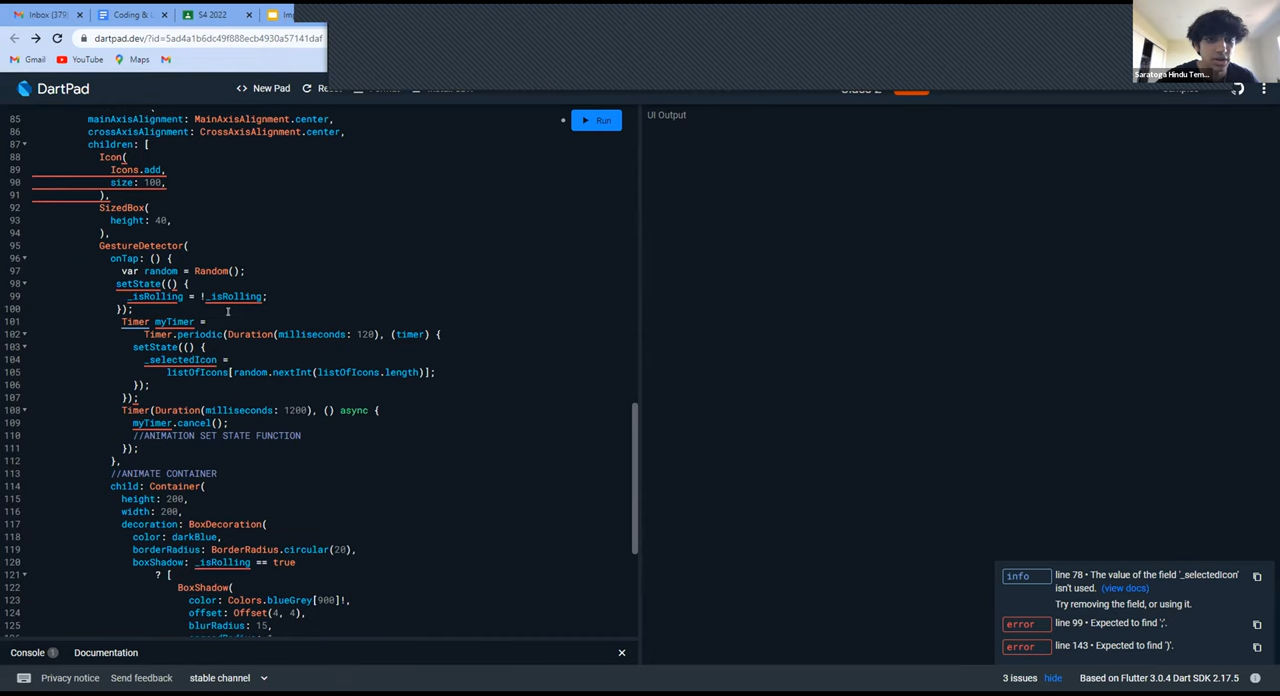 Inbox (379)
Coding &
S4 2022
dartpad.dev/?id=5ad4a1b6dc49f888ecb4930a57141daf
Gmail YouTube Maps
Saratoga Hindu Tem...
DartPad
<> New Pad
UI Output
Run
85 mainAxisAlignment: MainAxisAlignment.center,
86 crossAxisAlignment: CrossAxisAlignment.center,
87 children: [
88 Icon(
89 Icons.add,
90 size: 100,
91 ),
92 SizedBox(
93 height: 40,
94 ),
95 GestureDetector(
96 onTap: () {
97 var random = Random();
98 setState(() {
99 _isRolling = !_isRolling;
100 });
101 Timer myTimer =
102 Timer.periodic(Duration(milliseconds: 120), (timer) {
103 setState(() {
104 _selectedIcon =
105 listOfIcons[random.nextInt(listOfIcons.length)];
106 });
107 });
108 Timer(Duration(milliseconds: 1200), () async {
109 myTimer.cancel();
110 //ANIMATION SET STATE FUNCTION
111 });
112 },
113 //ANIMATE CONTAINER
114 child: Container(
115 height: 200,
116 width: 200,
117 decoration: BoxDecoration(
118 color: darkBlue,
119 borderRadius: BorderRadius.circular(20),
120 boxShadow: _isRolling == true
121 ? [
122 BoxShadow(
123 color: Colors.blueGrey[900]!,
124 offset: Offset(4, 4),
125 blurRadius: 15,
info line 78 • The value of the field '_selectedIcon'
isn't used. (view docs)
Try removing the field, or using it.
error line 99 • Expected to find ';'.
error line 143 • Expected to find ')'.
Console 1 Documentation
Privacy notice Send feedback stable channel
3 issues hide Based on Flutter 3.0.4 Dart SDK 2.17.5